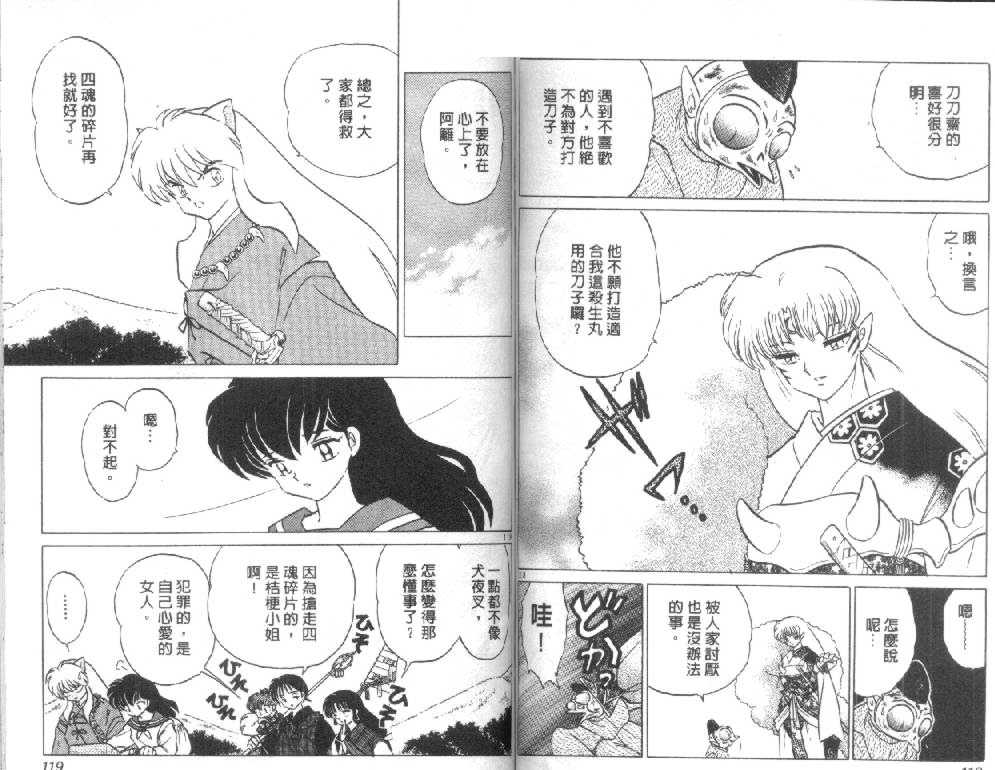 刀刀齋的
喜好很分
明…
遇到不喜歡
的人，他絕
不為對方打
造刀子。
哦，換言
之…
他不願打造適
合我這殺生丸
用的刀子囉？
嗯……
怎麼說
呢…
被人家討厭
也是沒辦法
的事。
どかっ
哇！
不要放在
心上了，
阿籬。
總之，大
家都得救
了。
四魂的碎片再
找就好了。
嗯…
對不起。
一點都不像
犬夜叉，
怎麼變得那
麼懂事了？
ひそ
ひそ
因為搶走四
魂碎片的，
是桔梗小姐
啊！
ひそ
ひそ
犯罪的，是
自己心愛的
女人。
……
119